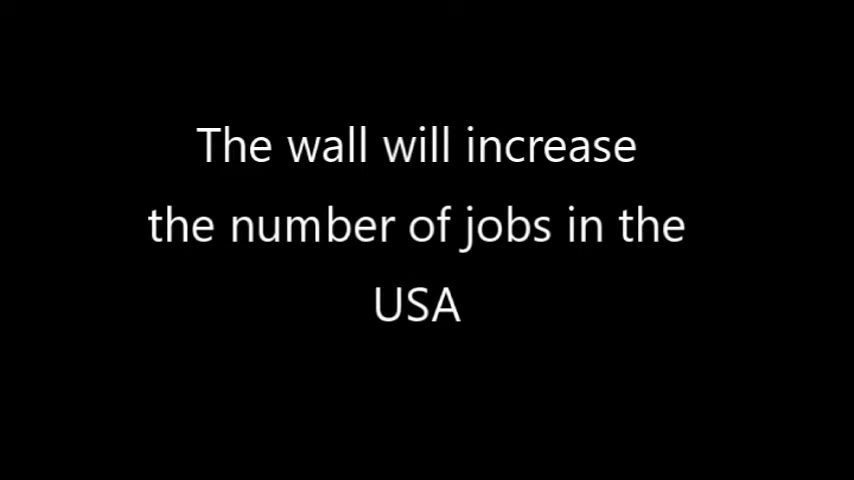 The wall will increase
the number of jobs in the
USA